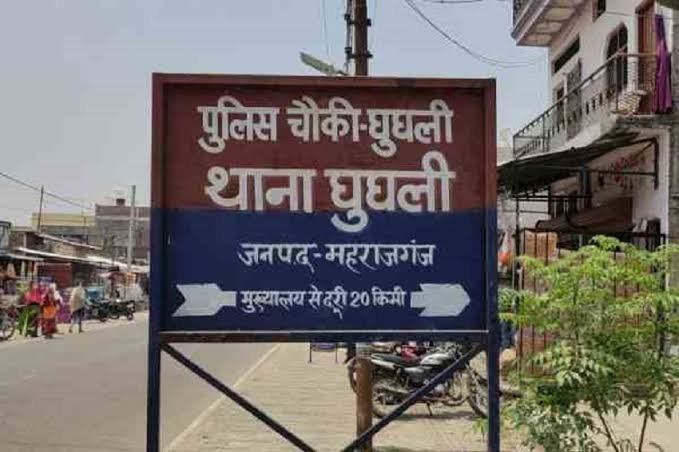 पुलिस चौकी-घुघली
थाना घुघली
जनपद-महराजगंज
मुख्यालय से दूरी 20 किमी